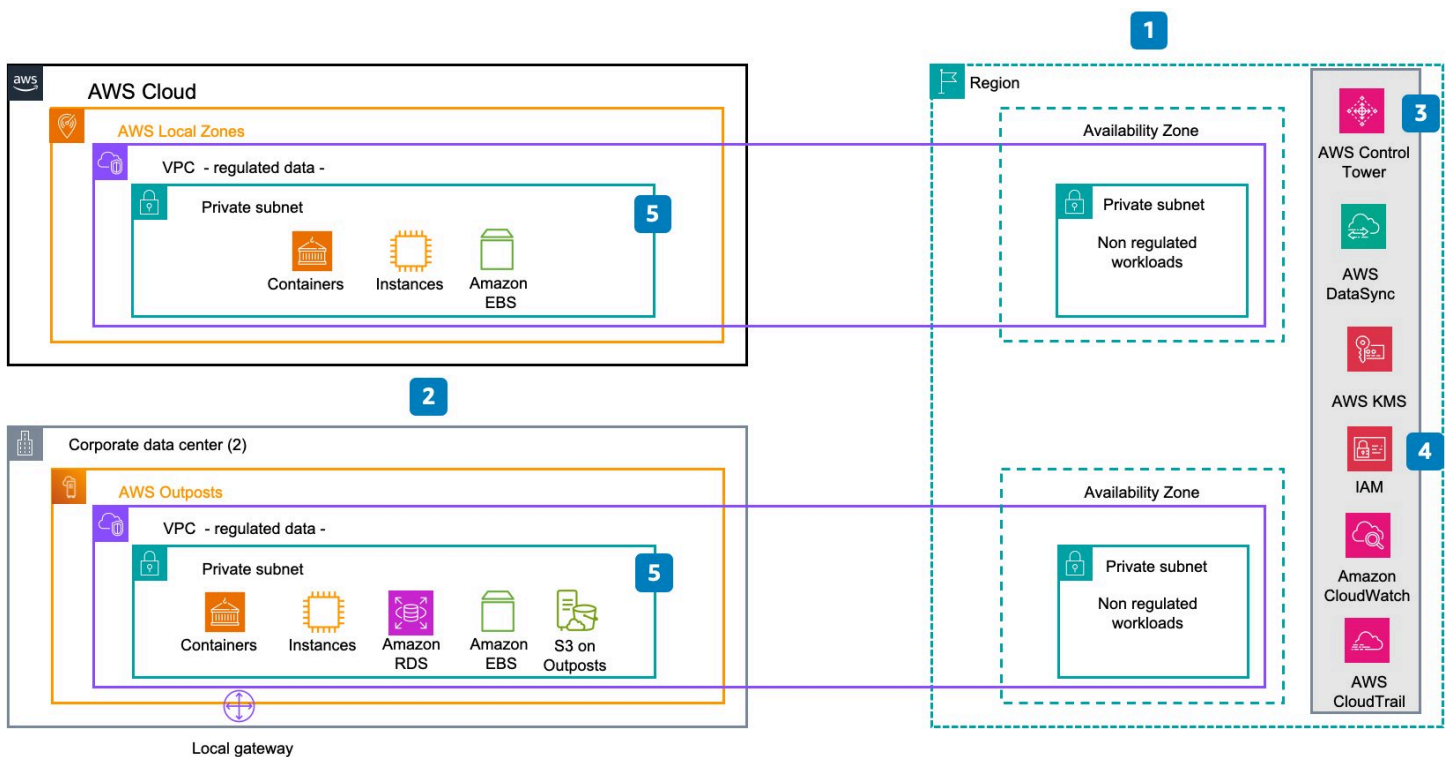 1
aws
AWS Cloud
Region
AWS Local Zones
Availability Zone
3
AWS Control
Tower
VPC - regulated data -
Private subnet
5
Private subnet
Non regulated
workloads
Containers
Instances
Amazon
EBS
AWS
DataSync
2
AWS KMS
Corporate data center (2)
4
IAM
AWS Outposts
Availability Zone
VPC - regulated data -
Private subnet
5
Private subnet
Non regulated
workloads
Containers
Instances
Amazon
RDS
Amazon
EBS
S3 on
Outposts
Amazon
CloudWatch
AWS
CloudTrail
Local gateway